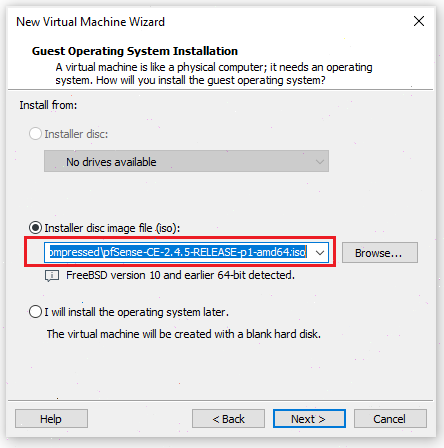 New Virtual Machine Wizard
Guest Operating System Installation
A virtual machine is like a physical computer; it needs an operating
system. How will you install the guest operating system?
Install from:
Installer disc:
No drives available
Installer disc image file (iso):
ompressed\pfSense-CE-2.4.5-RELEASE-p1-amd64.iso
Browse...
FreeBSD version 10 and earlier 64-bit detected.
I will install the operating system later.
The virtual machine will be created with a blank hard disk.
Help
< Back
Next >
Cancel